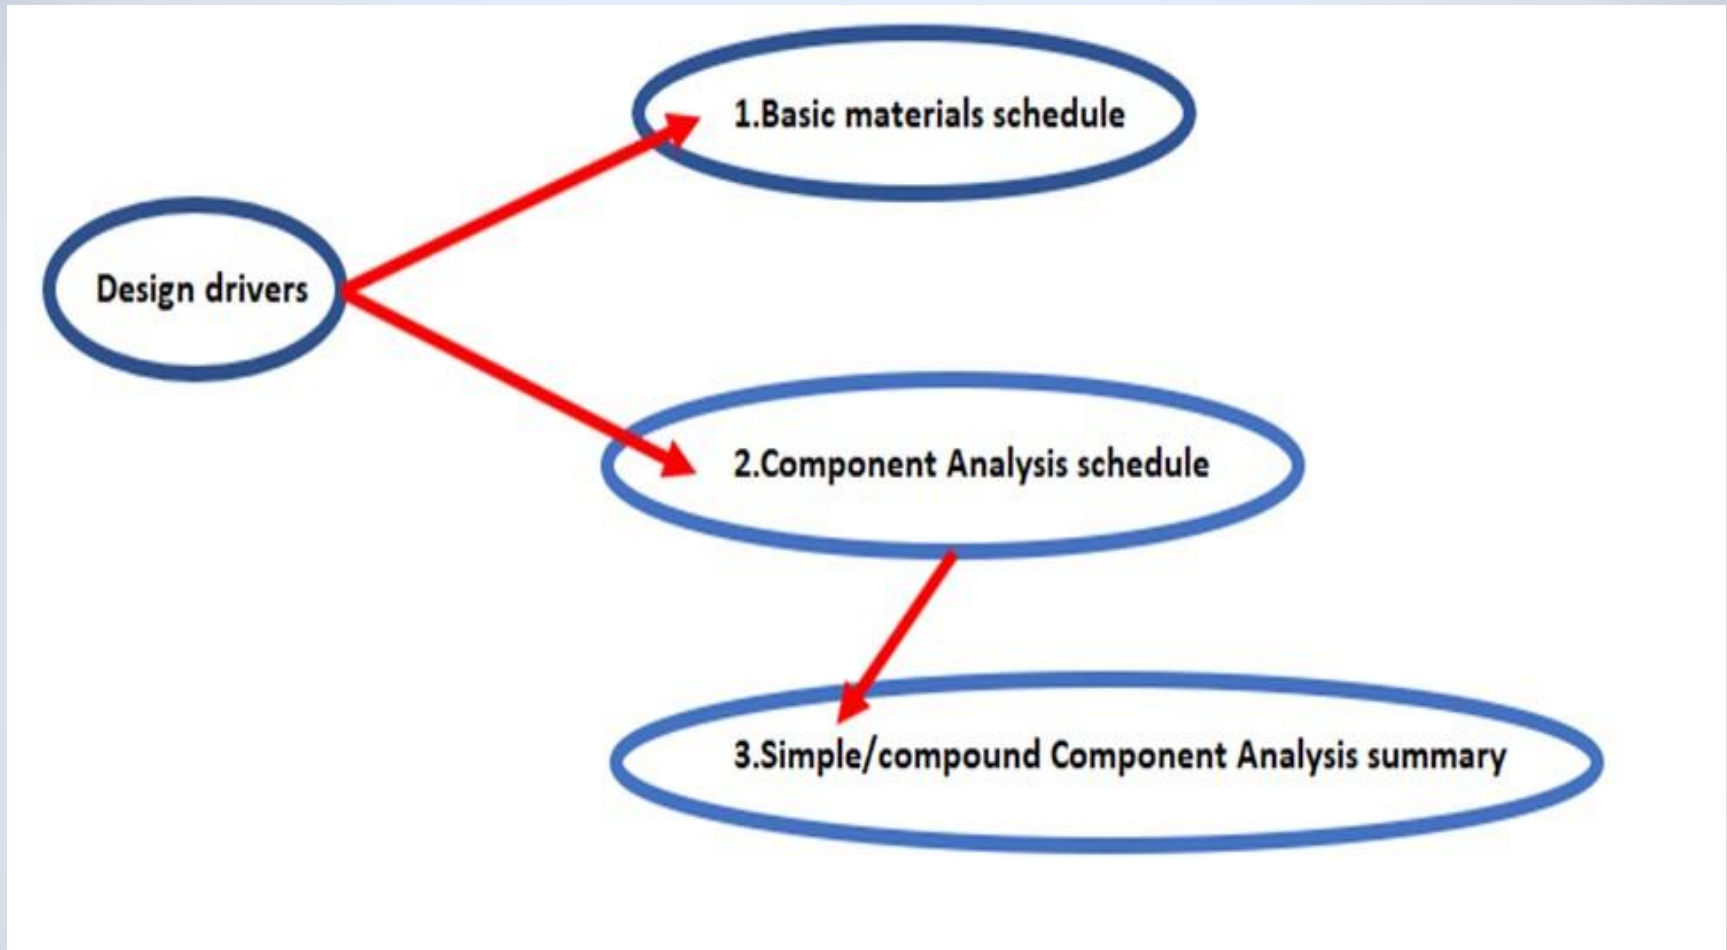 1.Basic materials schedule
Design drivers
2.Component Analysis schedule
3.Simple/compound Component Analysis summary